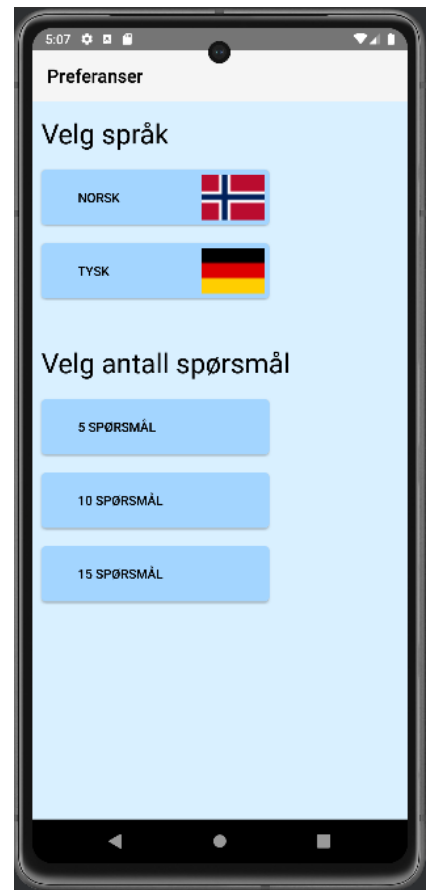 5:07
Preferanser
Velg språk
NORSK
TYSK
Velg antall spørsmål
5 SPØRSMÅL
10 SPØRSMÅL
15 SPØRSMÅL